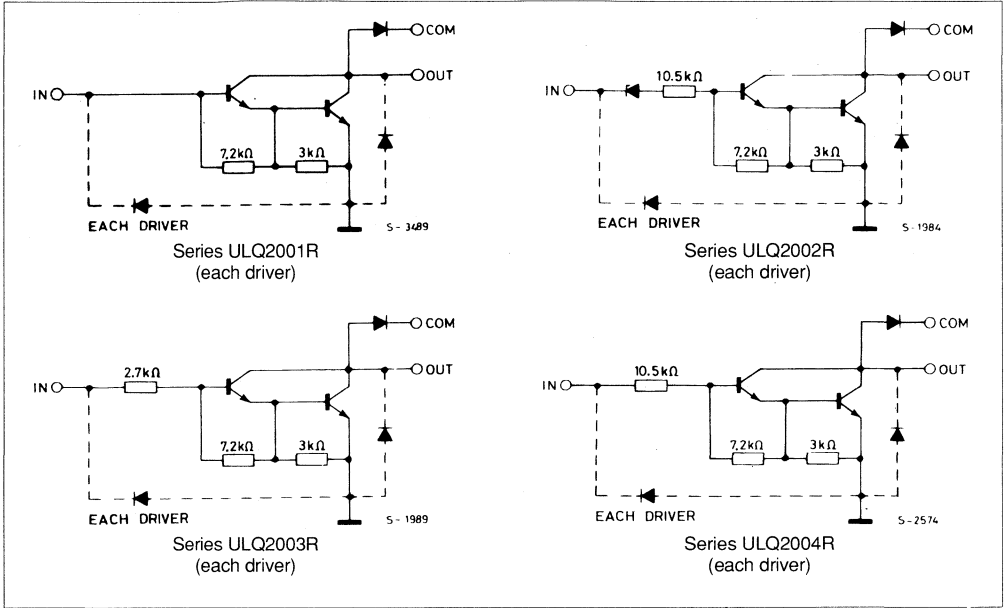 COM
OUT
IN
7.2kΩ
3kΩ
EACH DRIVER
S-3489
Series ULQ2001R
(each driver)
COM
OUT
IN
10.5kΩ
7.2kΩ
3kΩ
EACH DRIVER
S-1984
Series ULQ2002R
(each driver)
COM
OUT
IN
2.7kΩ
7.2kΩ
3kΩ
EACH DRIVER
S-1989
Series ULQ2003R
(each driver)
COM
OUT
IN
10.5kΩ
7.2kΩ
3kΩ
EACH DRIVER
S-2574
Series ULQ2004R
(each driver)